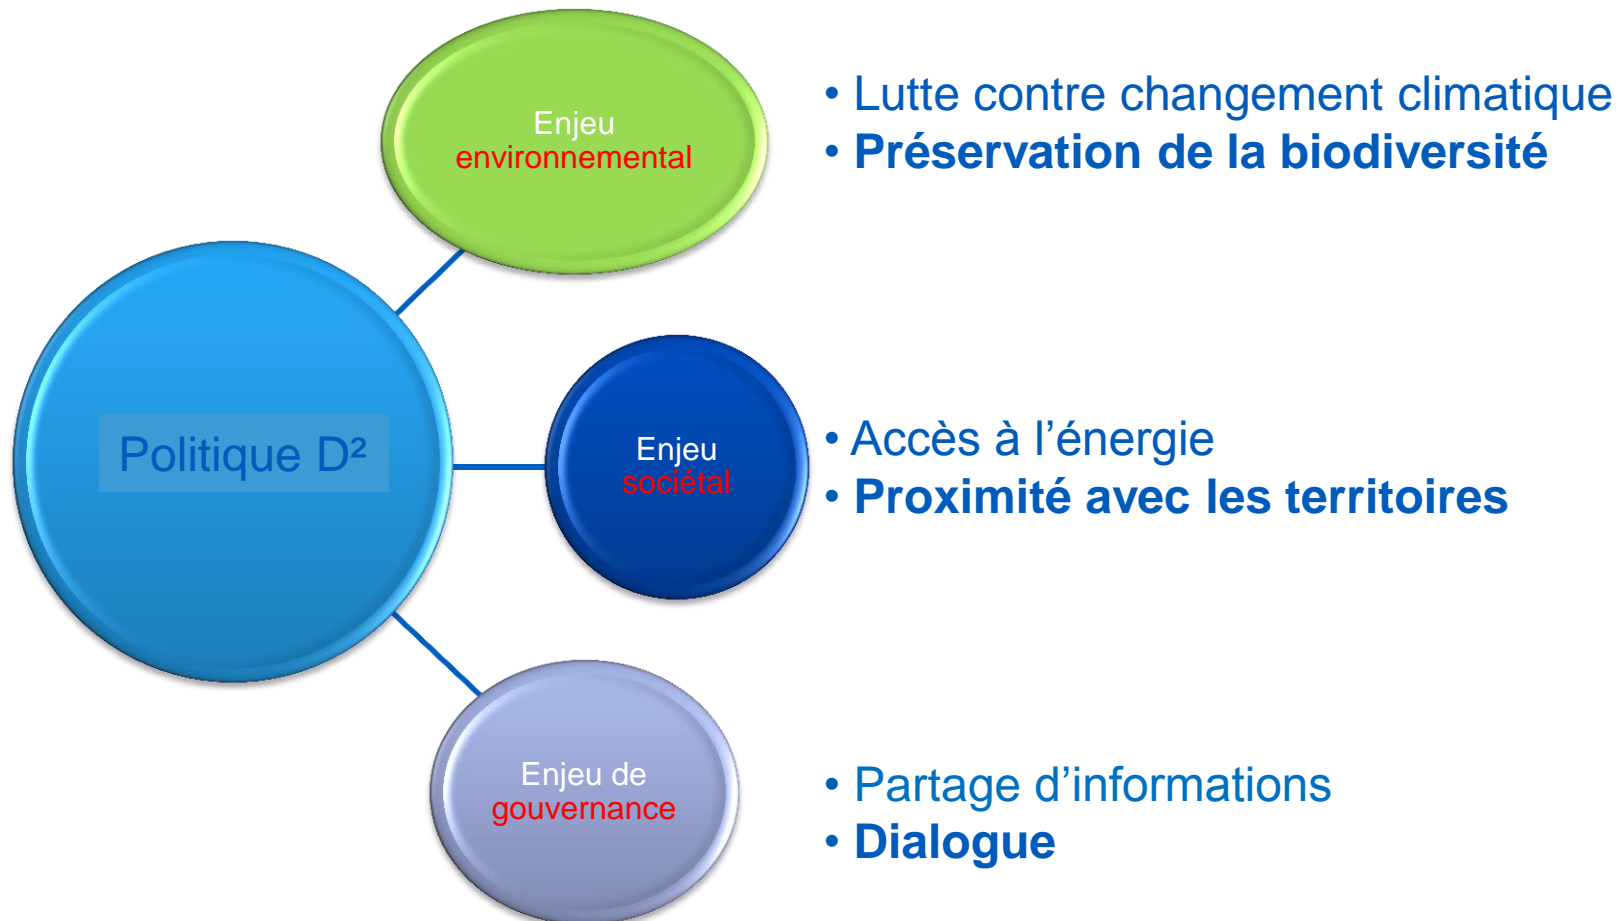 Enjeu
environnemental
• Lutte contre changement climatique
• Préservation de la biodiversité
Politique D²
Enjeu
sociétal
• Accès à l’énergie
• Proximité avec les territoires
Enjeu de
gouvernance
• Partage d’informations
• Dialogue